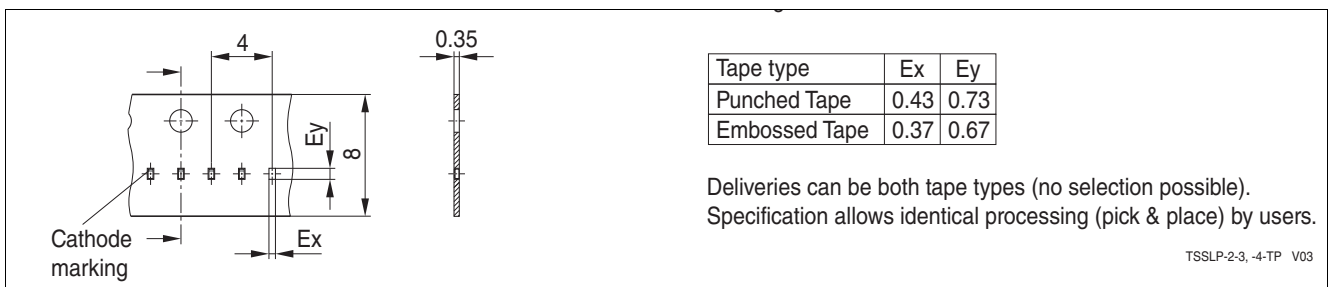 4
0.35
Ey
8
Cathode
marking
Ex
Tape type Ex Ey
Punched Tape 0.43 0.73
Embossed Tape 0.37 0.67
Deliveries can be both tape types (no selection possible).
Specification allows identical processing (pick & place) by users.
TSSLP-2-3, -4-TP V03